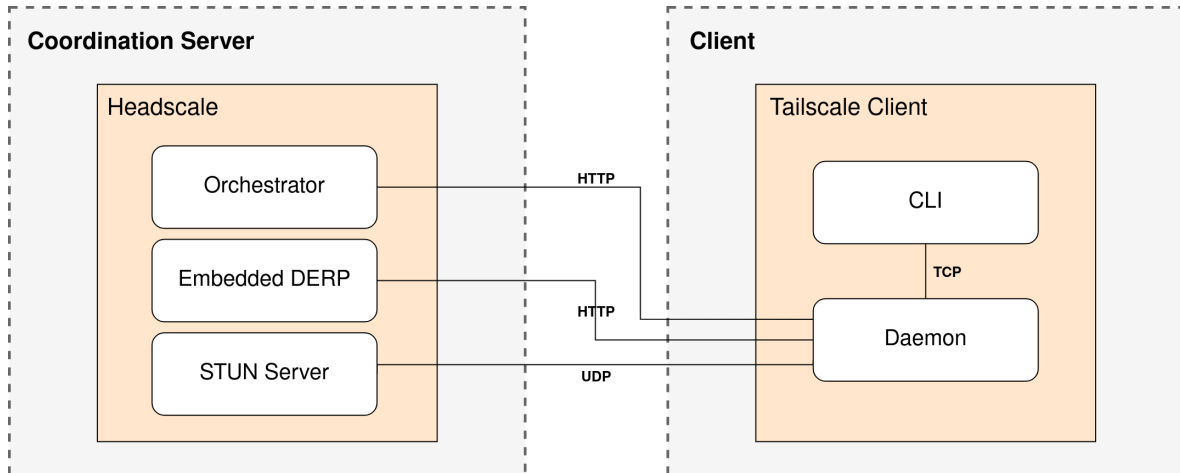 Coordination Server
Headscale
Orchestrator
Embedded DERP
STUN Server
HTTP
HTTP
UDP
Client
Tailscale Client
CLI
TCP
Daemon